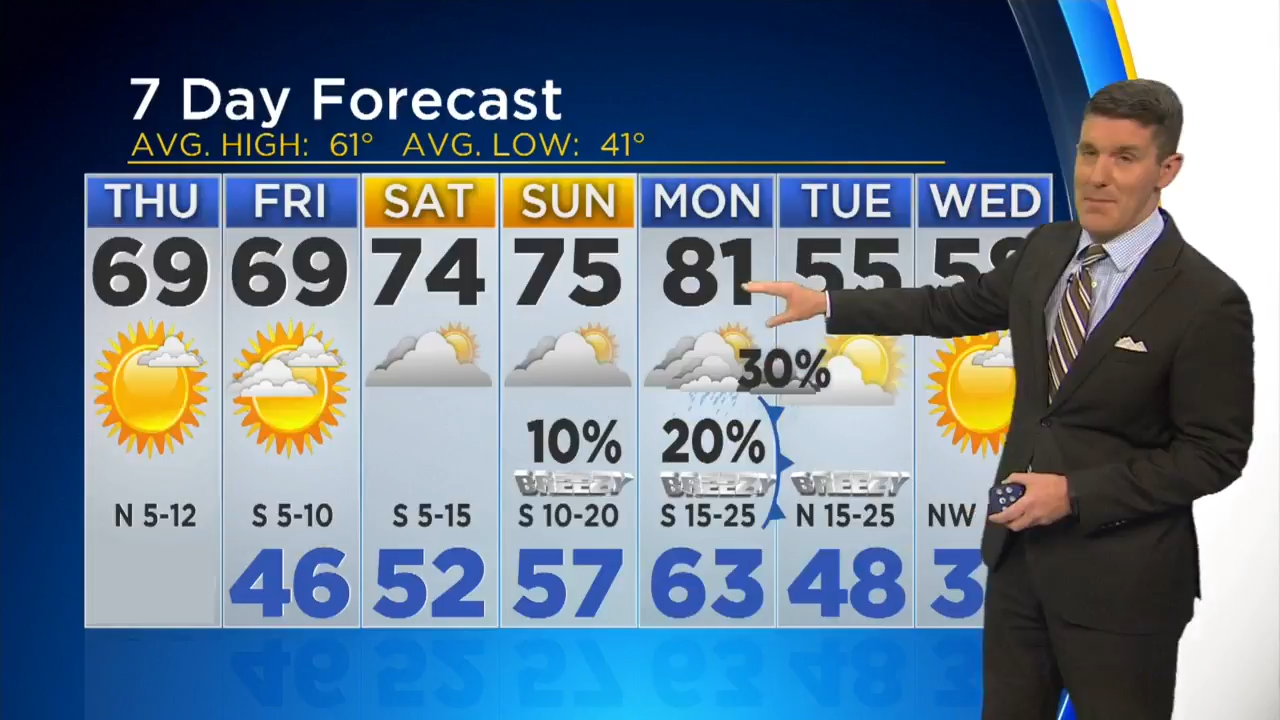 7 Day Forecast
AVG. HIGH: 61° AVG. LOW: 41°
THU FRI SAT SUN MON TUE WED
69 69 74 75 81 55
30%
10% 20%
BREEZY BREEZY BREEZY
N 5-12 S 5-10 S 5-15 S 10-20 S 15-25 N 15-25 NW
46 52 57 63 48